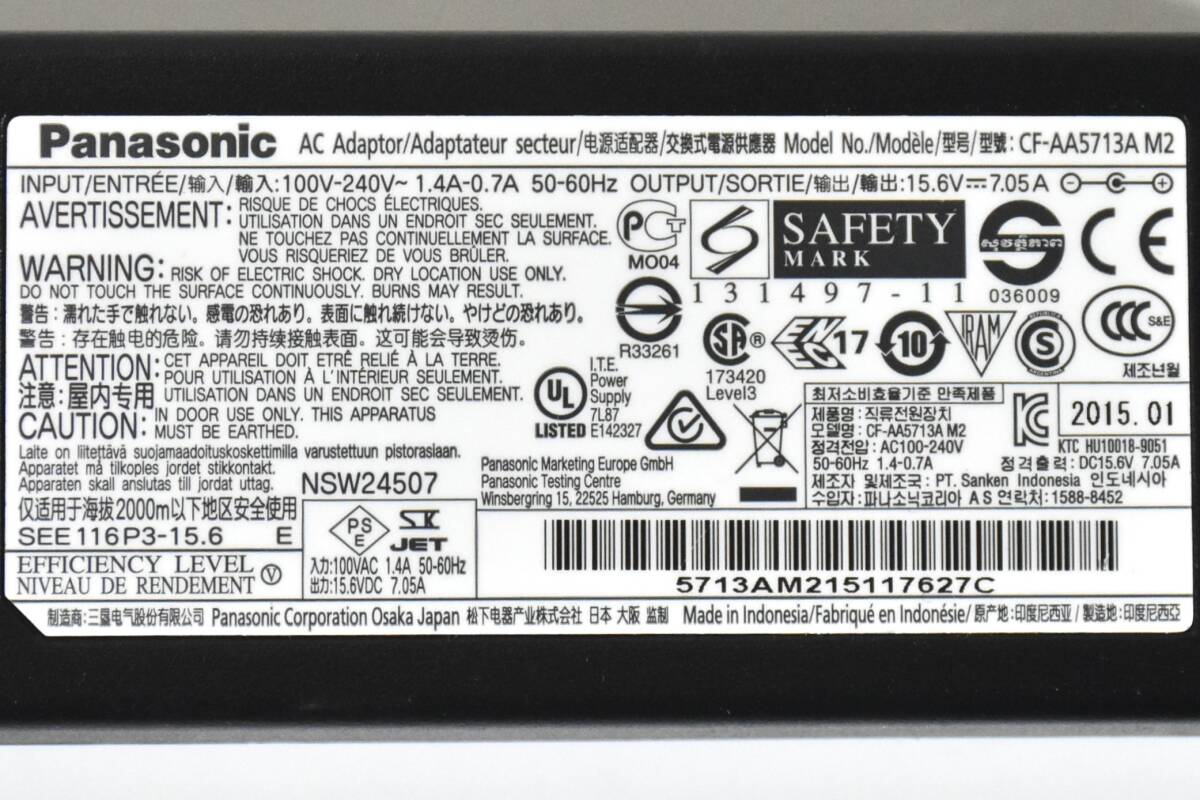 Panasonic AC Adaptor/Adaptateur secteur/电源适配器/交換式電源供應器 Model No./Modèle/型号/型號: CF-AA5713A M2
INPUT/ENTRÉE/输入/輸入:100V-240V~ 1.4A-0.7A 50-60Hz OUTPUT/SORTIE/输出/輸出:15.6V⎓7.05A
AVERTISSEMENT: RISQUE DE CHOCS ÉLECTRIQUES.
UTILISATION DANS UN ENDROIT SEC SEULEMENT.
NE TOUCHEZ PAS CONTINUELLEMENT LA SURFACE.
VOUS RISQUERIEZ DE VOUS BRÛLER.
WARNING: RISK OF ELECTRIC SHOCK. DRY LOCATION USE ONLY.
DO NOT TOUCH THE SURFACE CONTINUOUSLY. BURNS MAY RESULT.
警告:濡れた手で触れない。感電の恐れあり。表面に触れ続けない。やけどの恐れあり。
警告:存在触电的危险。请勿持续接触表面。这可能会导致烫伤。
ATTENTION: CET APPAREIL DOIT ETRÊ RELIÉ À LA TERRE.
POUR UTILISATION À L'INTÉRIEUR SEULEMENT.
注意:屋内専用 UTILISATION DANS UN ENDROIT SEC SEULEMENT.
CAUTION: IN DOOR USE ONLY. THIS APPARATUS
MUST BE EARTHED.
Laite on liitettävä suojamaadoituskoskettimilla varustettuun pistorasiaan.
Apparatet må tilkoples jordet stikkontakt.
Apparaten skall anslutas till jordat uttag.
NSW24507
仅适用于海拔2000m以下地区安全使用
SEE 116P3-15.6 E
EFFICIENCY LEVEL
NIVEAU DE RENDEMENT V
PS
E
JET
入力:100VAC 1.4A 50-60Hz
出力:15.6VDC 7.05A
PCT
MO04
SAFETY
MARK
131497-11
สุวัตถิภาพ
036009
CE
R33261
SA®
173420
Level3
ENEC
17
10
IRAM
S
CCC
S&E
UL
LISTED
I.T.E.
Power
Supply
7L87
E142327
Panasonic Marketing Europe GmbH
Panasonic Testing Centre
Winsbergring 15, 22525 Hamburg, Germany
제조년월
2015.01
최저소비효율기준 만족제품
제품명:직류전원장치
모델명:CF-AA5713A M2
정격전압:AC100-240V
KTC HU10018-9051
50-60Hz 1.4-0.7A 정격출력:DC15.6V 7.05A
제조자 및제조국: PT. Sanken Indonesia 인도네시아
수입자:파나소닉코리아 AS 연락처:1588-8452
5713AM215117627C
制造商:三垦电气股份有限公司 Panasonic Corporation Osaka Japan 松下电器产业株式会社 日本 大阪 监制 Made in Indonesia/Fabriqué en Indonésie/原产地:印度尼西亚/製造地:印度尼西亞